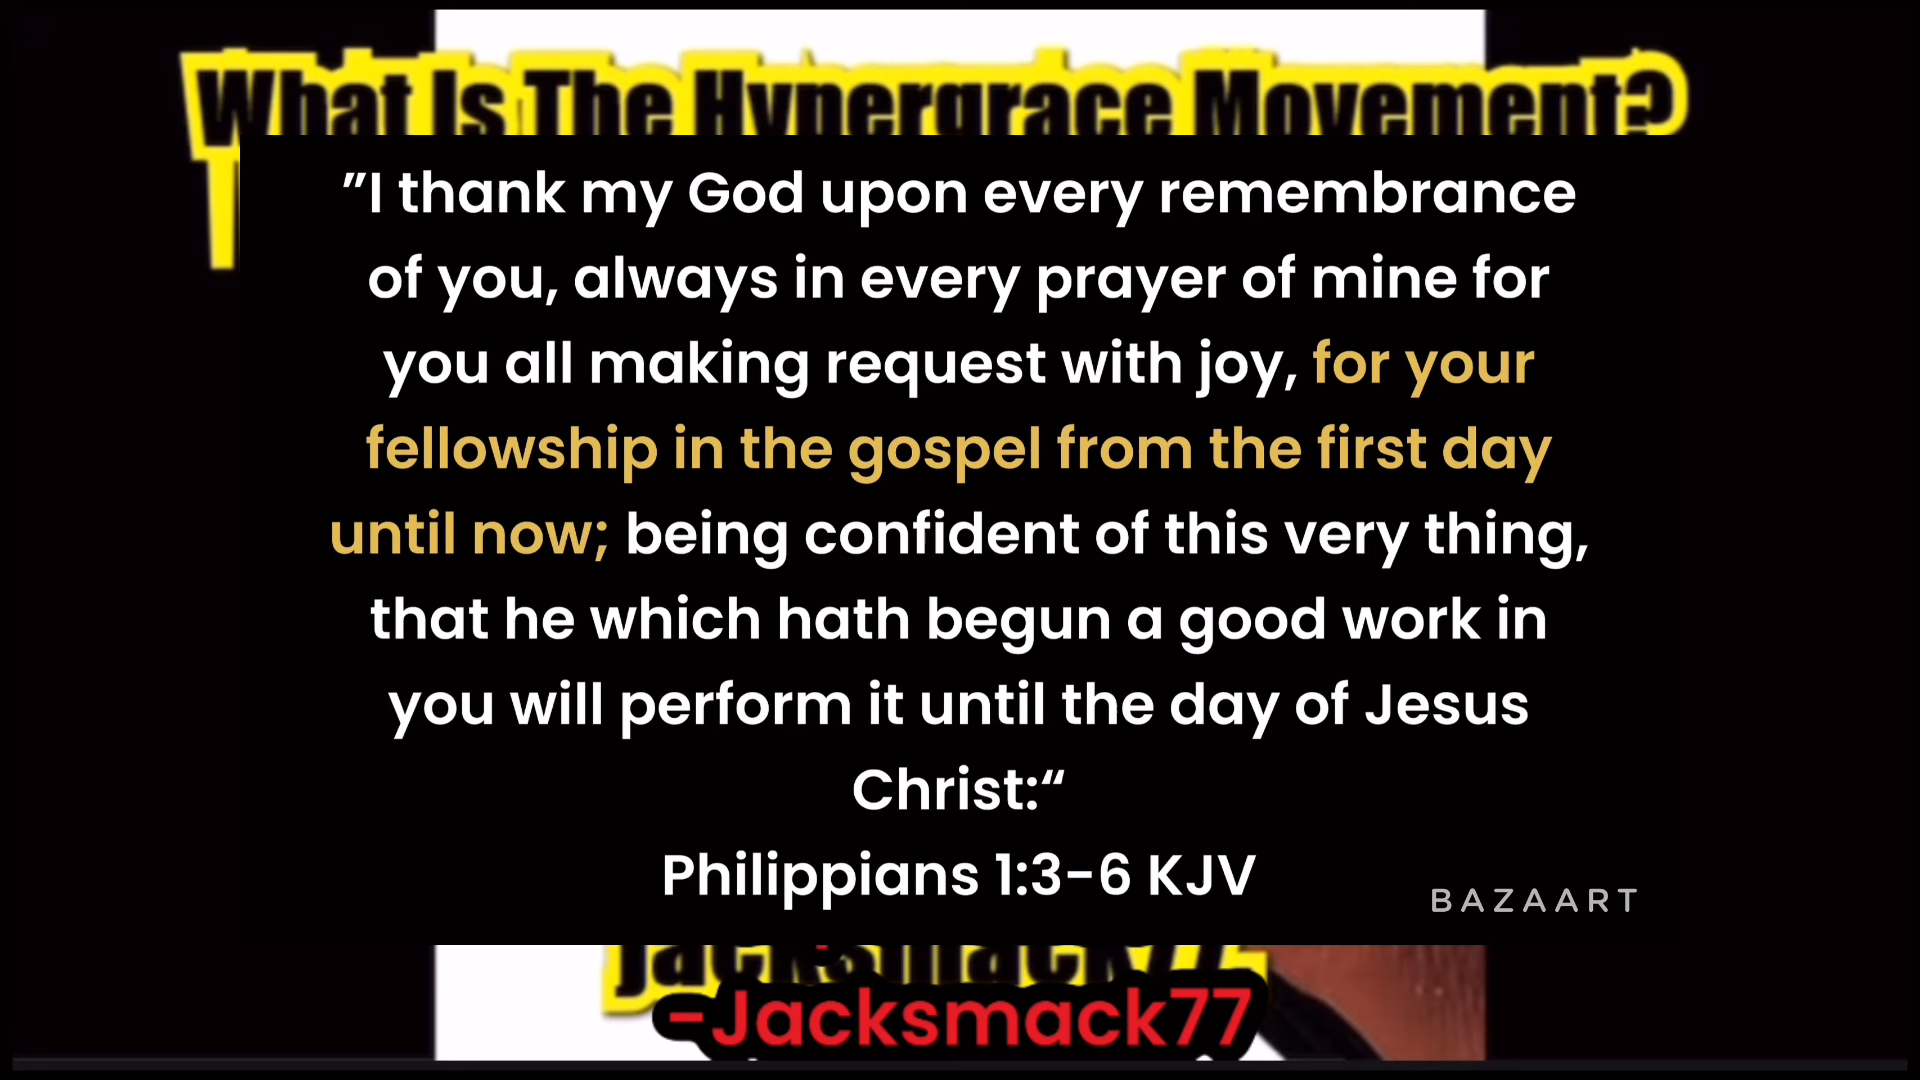 What Is The Hypergrace Movement?
”I thank my God upon every remembrance
of you, always in every prayer of mine for
you all making request with joy, for your
fellowship in the gospel from the first day
until now; being confident of this very thing,
that he which hath begun a good work in
you will perform it until the day of Jesus
Christ:“
Philippians 1:3-6 KJV
BAZAART
Jacksmack77
-Jacksmack77